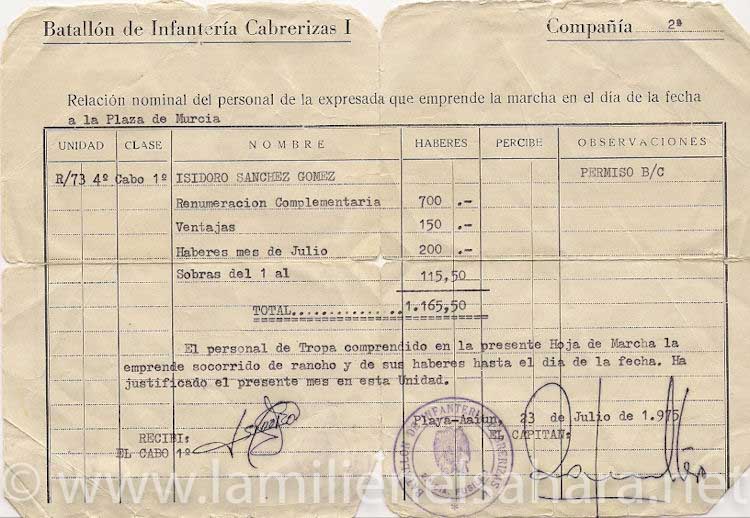 Batallón de Infantería Cabrerizas I Compañía 2ª
Relación nominal del personal de la expresada que emprende la marcha en el día de la fecha
a la Plaza de Murcia
UNIDAD CLASE NOMBRE HABERES PERCIBE OBSERVACIONES
R/73 4º Cabo 1º ISIDORO SANCHEZ GOMEZ PERMISO B/C
Renumeracion Complementaria 700 .-
Ventajas 150 .-
Haberes mes de Julio 200 .-
Sobras del 1 al 115,50
TOTAL.............. 1.165,50
El personal de Tropa comprendido en la presente Hoja de Marcha la
emprende socorrido de rancho y de sus haberes hasta el dia de la fecha. Ha
justificado el presente mes en esta Unidad.
Playa-Aaiun, 23 de Julio de 1.975
RECIBI: EL CAPITAN:
EL CABO 1º
BATALLON DE INFANTERIA CABRERIZAS
© www.lamilienelsahara.net